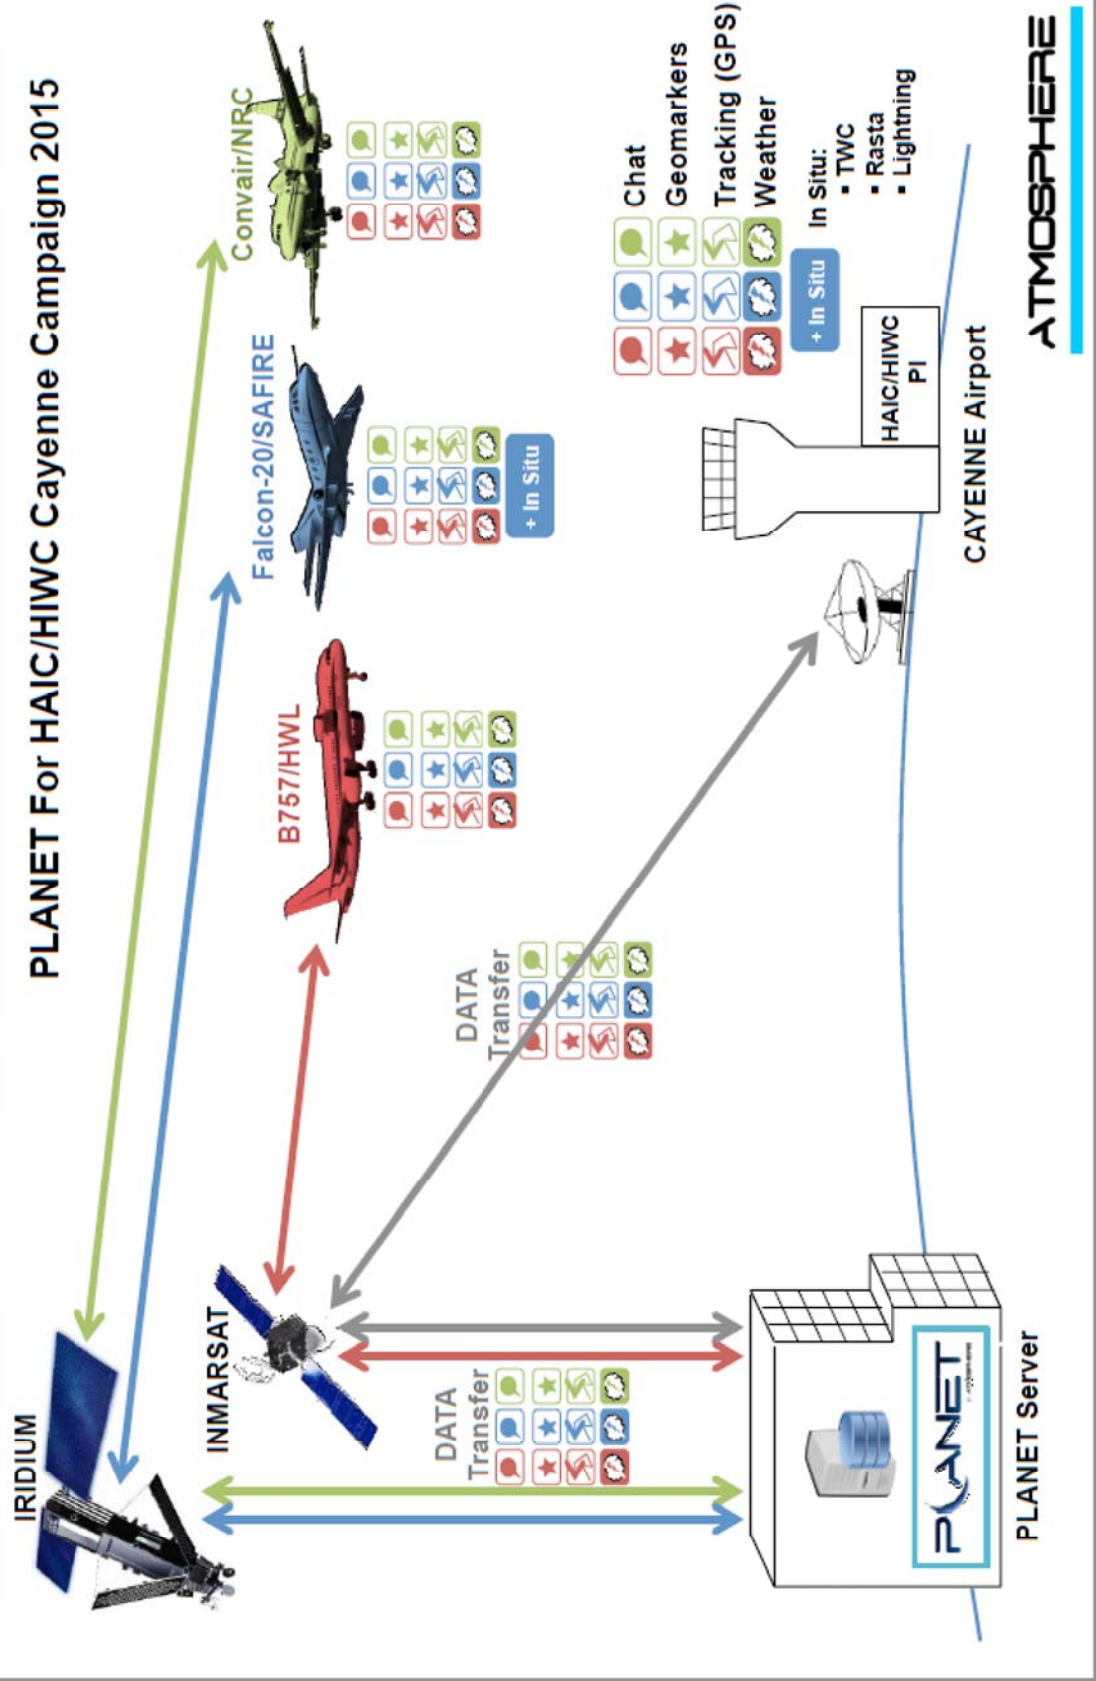 PLANET For HAIC/HIWC Cayenne Campaign 2015
IRIDIUM
Convair/NRC
Falcon-20/SAFIRE
+ In Situ
B757/HWL
INMARSAT
DATA
Transfer
DATA
Transfer
Chat
Geomarkers
Tracking (GPS)
Weather
+ In Situ
In Situ:
▪ TWC
▪ Rasta
▪ Lightning
HAIC/HIWC
PI
CAYENNE Airport
PLANET
PLANET Server
ATMOSPHERE